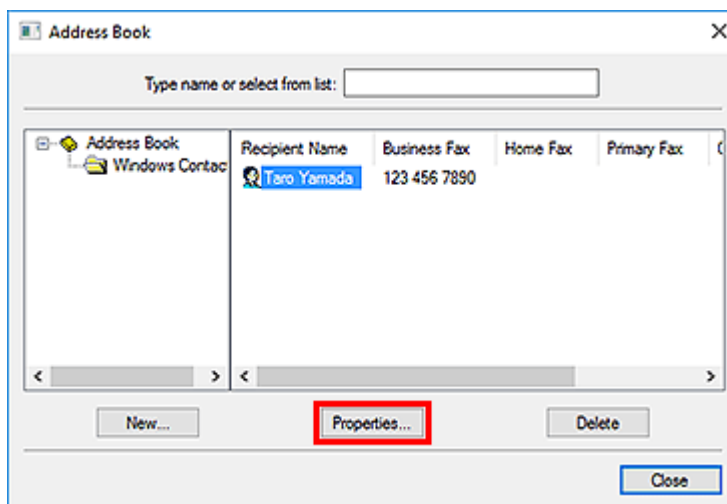 Address Book
Type name or select from list:
Address Book
Windows Contac
Recipient Name Business Fax Home Fax Primary Fax
Taro Yamada 123 456 7890
New... Properties... Delete
Close